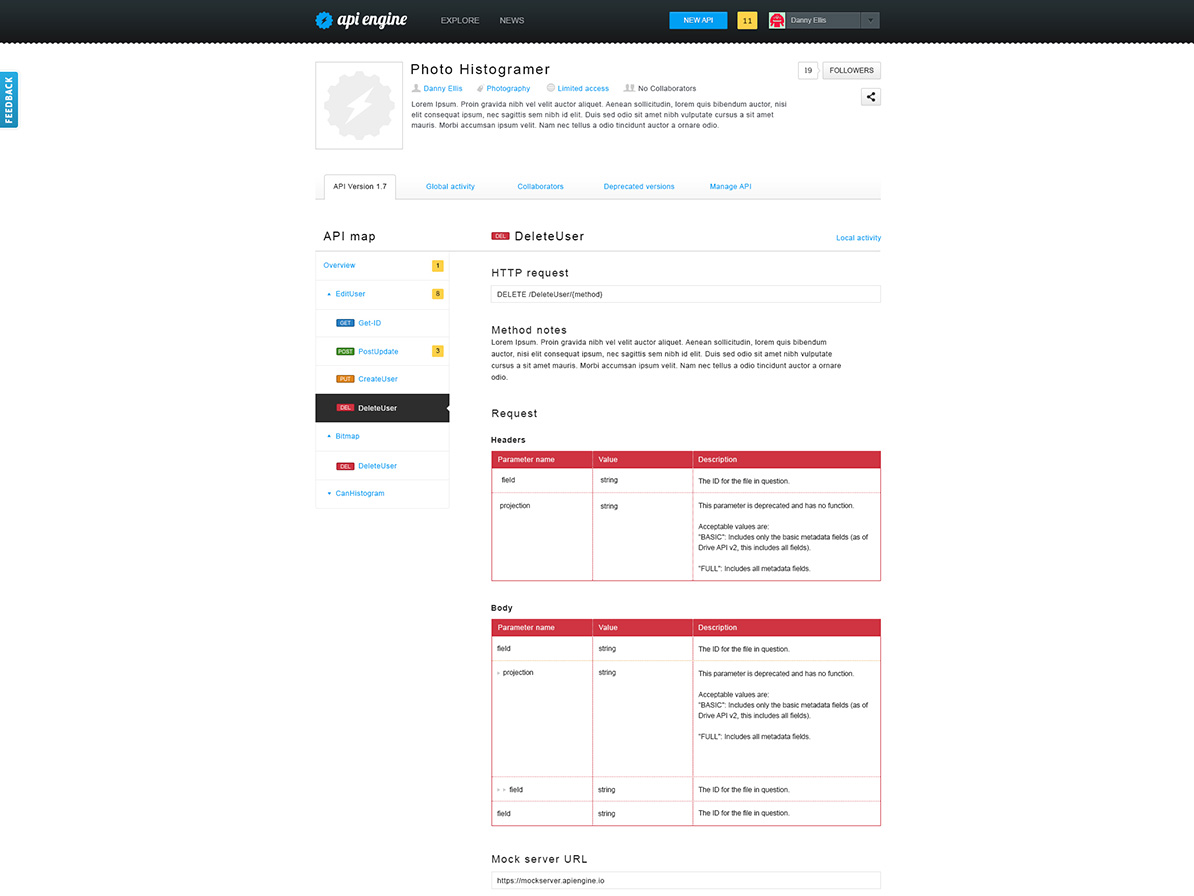 api engine EXPLORE NEWS NEW API 11 Danny Ellis
FEEDBACK
Photo Histogramer 19 FOLLOWERS
Danny Ellis Photography Limited access No Collaborators
Lorem Ipsum. Proin gravida nibh vel velit auctor aliquet. Aenean sollicitudin, lorem quis bibendum auctor, nisi
elit consequat ipsum, nec sagittis sem nibh id elit. Duis sed odio sit amet nibh vulputate cursus a sit amet
mauris. Morbi accumsan ipsum velit. Nam nec tellus a odio tincidunt auctor a ornare odio.
API Version 1.7 Global activity Collaborators Deprecated versions Manage API
API map
Overview 1
EditUser 8
GET Get-ID
POST PostUpdate 3
PUT CreateUser
DEL DeleteUser
Bitmap
DEL DeleteUser
CanHistogram
DEL DeleteUser Local activity
HTTP request
DELETE /DeleteUser/{method}
Method notes
Lorem Ipsum. Proin gravida nibh vel velit auctor aliquet. Aenean sollicitudin, lorem quis bibendum
auctor, nisi elit consequat ipsum, nec sagittis sem nibh id elit. Duis sed odio sit amet nibh vulputate
cursus a sit amet mauris. Morbi accumsan ipsum velit. Nam nec tellus a odio tincidunt auctor a ornare
odio.
Request
Headers
Parameter name Value Description
field string The ID for the file in question.
projection string This parameter is deprecated and has no function.
Acceptable values are:
"BASIC": Includes only the basic metadata fields (as of
Drive API v2, this includes all fields).
"FULL": Includes all metadata fields.
Body
Parameter name Value Description
field string The ID for the file in question.
projection string This parameter is deprecated and has no function.
Acceptable values are:
"BASIC": Includes only the basic metadata fields (as of
Drive API v2, this includes all fields).
"FULL": Includes all metadata fields.
field string The ID for the file in question.
field string The ID for the file in question.
Mock server URL
https://mockserver.apiengine.io